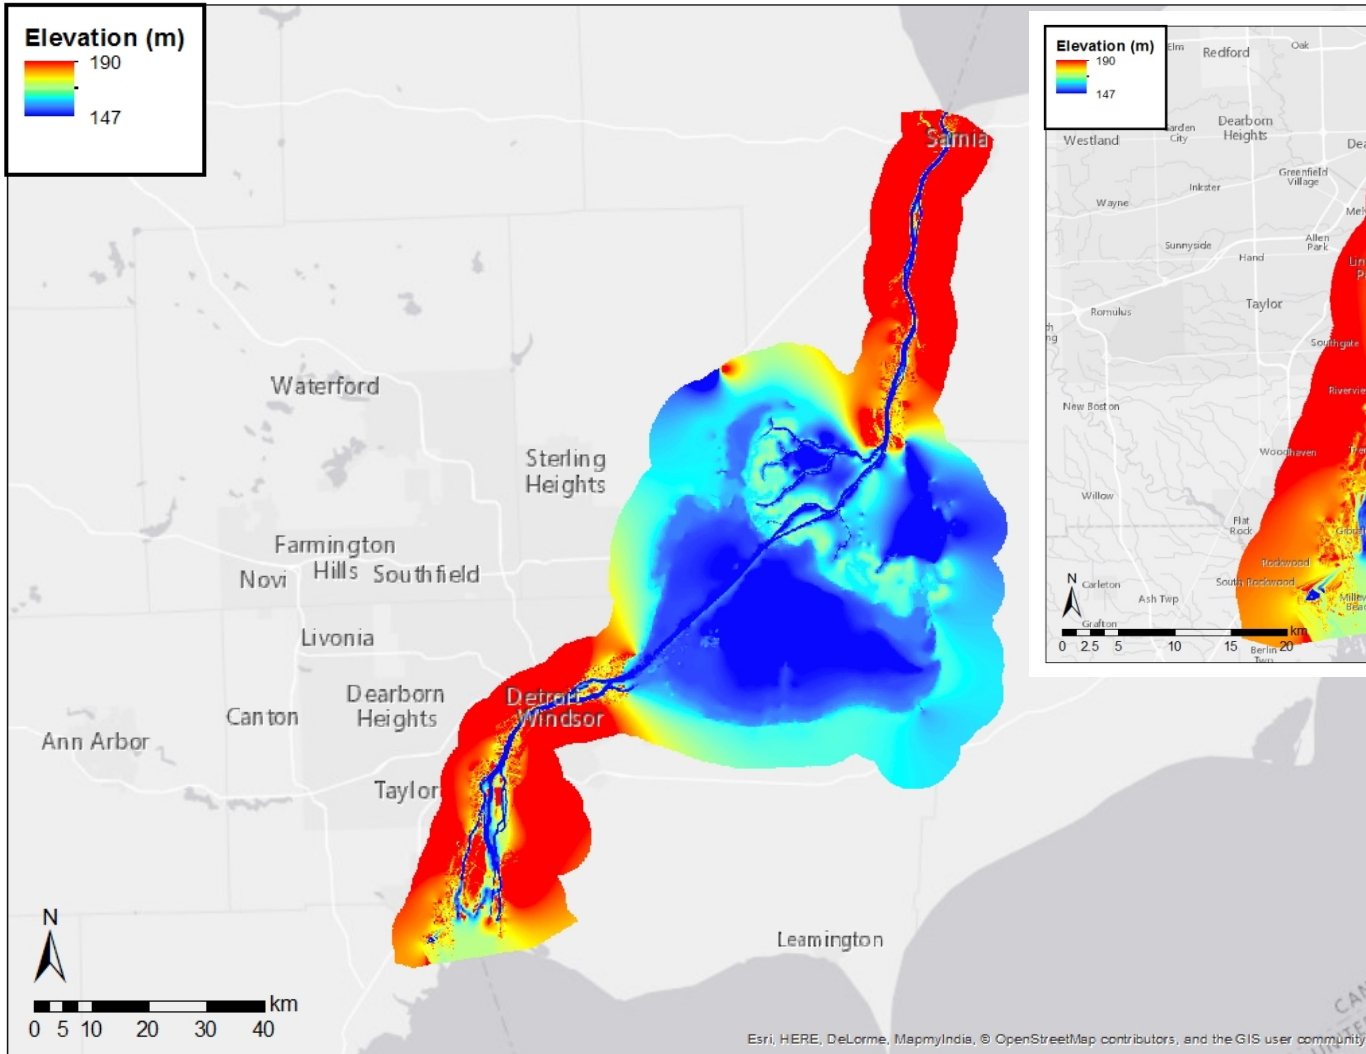 Elevation (m)
190
147
Sarnia
Waterford
Sterling
Heights
Farmington
Hills
Novi
Southfield
Livonia
Dearborn
Heights
Detroit
Windsor
Canton
Ann Arbor
Taylor
Leamington
N
km
0 5 10 20 30 40
Esri, HERE, DeLorme, MapmyIndia, © OpenStreetMap contributors, and the GIS user community
Elevation (m)
190
147
Elm
Redford
Oak
Dearborn
Heights
Westland
City
Greenfield
Village
Inkster
Wayne
Sunnyside
Allen
Park
Hand
Taylor
Romulus
Southgate
New Boston
Woodhaven
Willow
Flat
Rock
Rockwood
South Rockwood
N
Carleton
Ash Twp
Grafton
km
0 2.5 5 10 15 20
Berlin
Twp